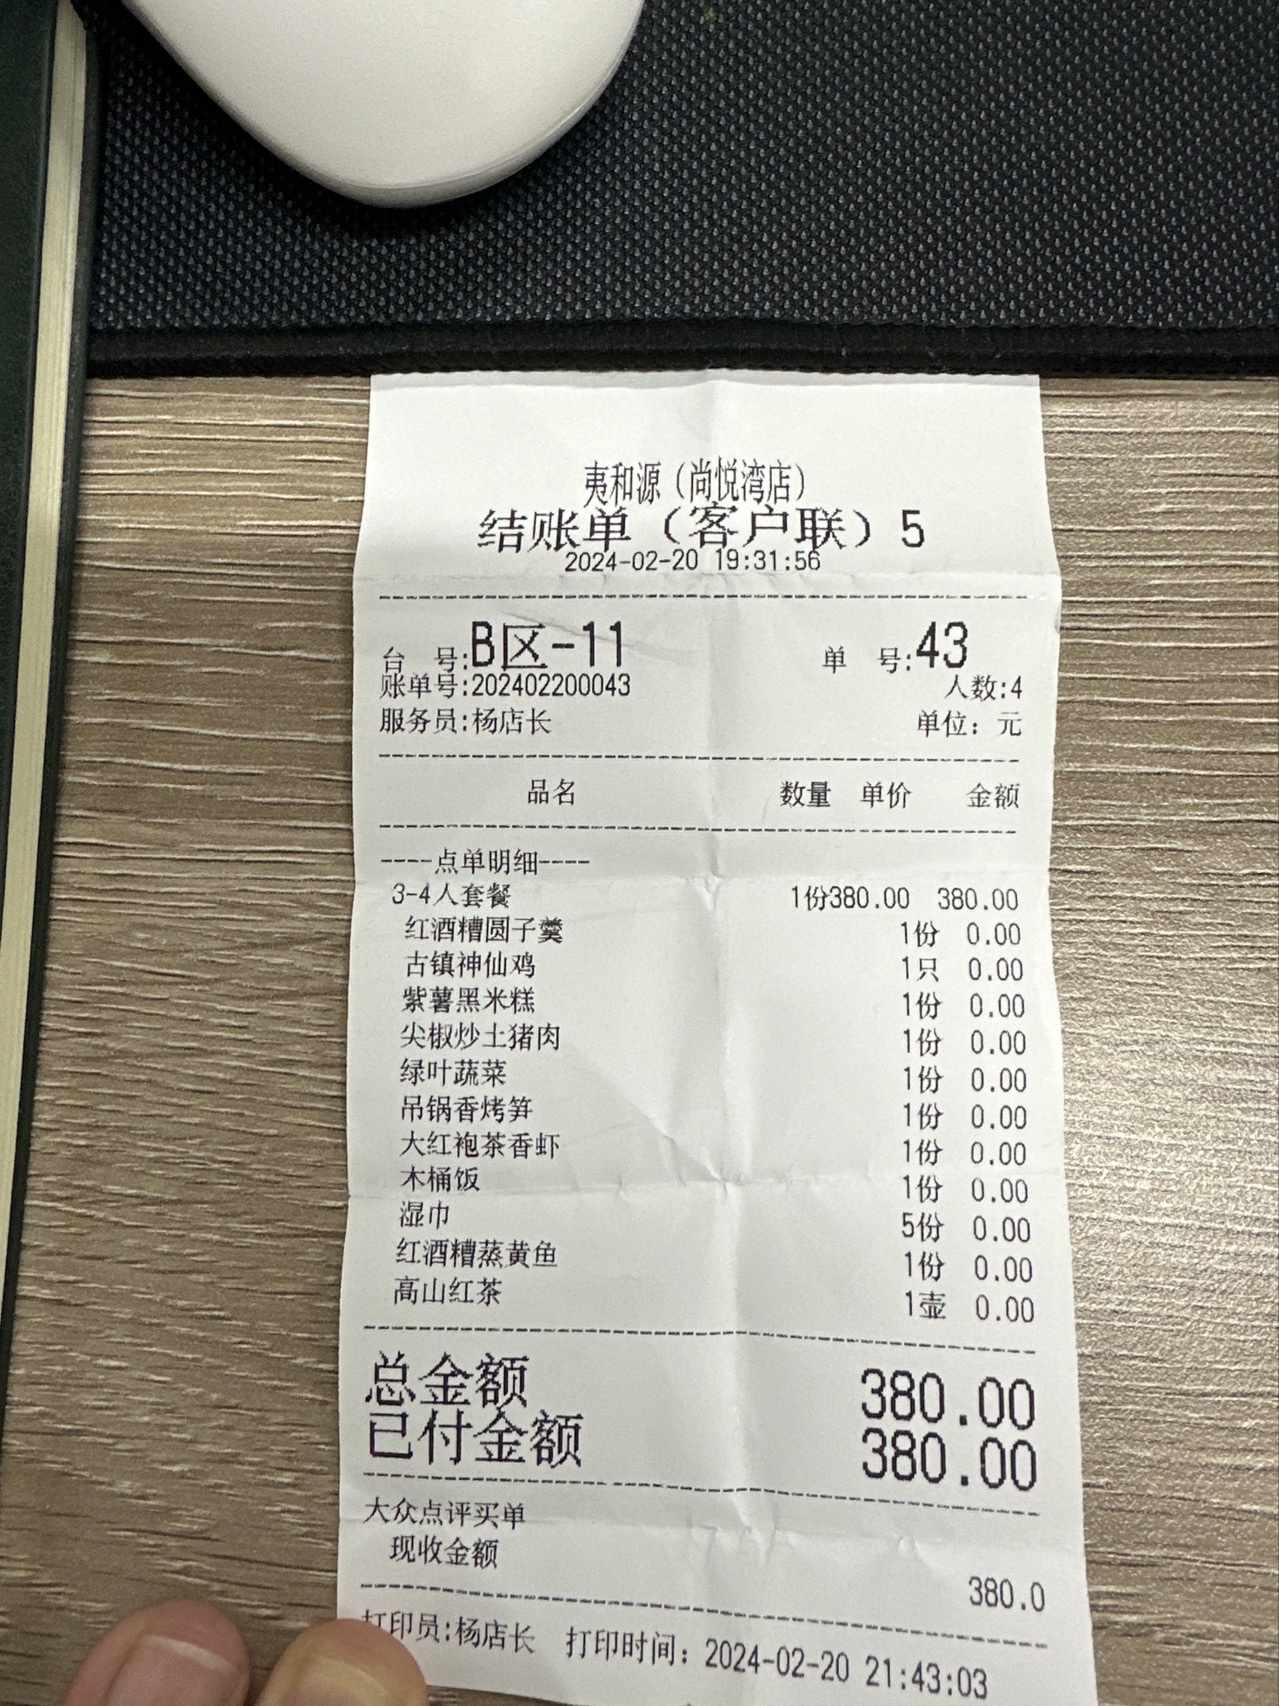 夷和源（尚悦湾店）
结账单（客户联）5
2024-02-20 19:31:56
台 号:B区-11 单 号:43
账单号:202402200043 人数:4
服务员:杨店长 单位：元
品名 数量 单价 金额
----点单明细----
3-4人套餐 1份380.00 380.00
红酒糟圆子羹 1份 0.00
古镇神仙鸡 1只 0.00
紫薯黑米糕 1份 0.00
尖椒炒土猪肉 1份 0.00
绿叶蔬菜 1份 0.00
吊锅香烤笋 1份 0.00
大红袍茶香虾 1份 0.00
木桶饭 1份 0.00
湿巾 5份 0.00
红酒糟蒸黄鱼 1份 0.00
高山红茶 1壶 0.00
总金额 380.00
已付金额 380.00
大众点评买单
现收金额 380.0
打印员:杨店长 打印时间：2024-02-20 21:43:03